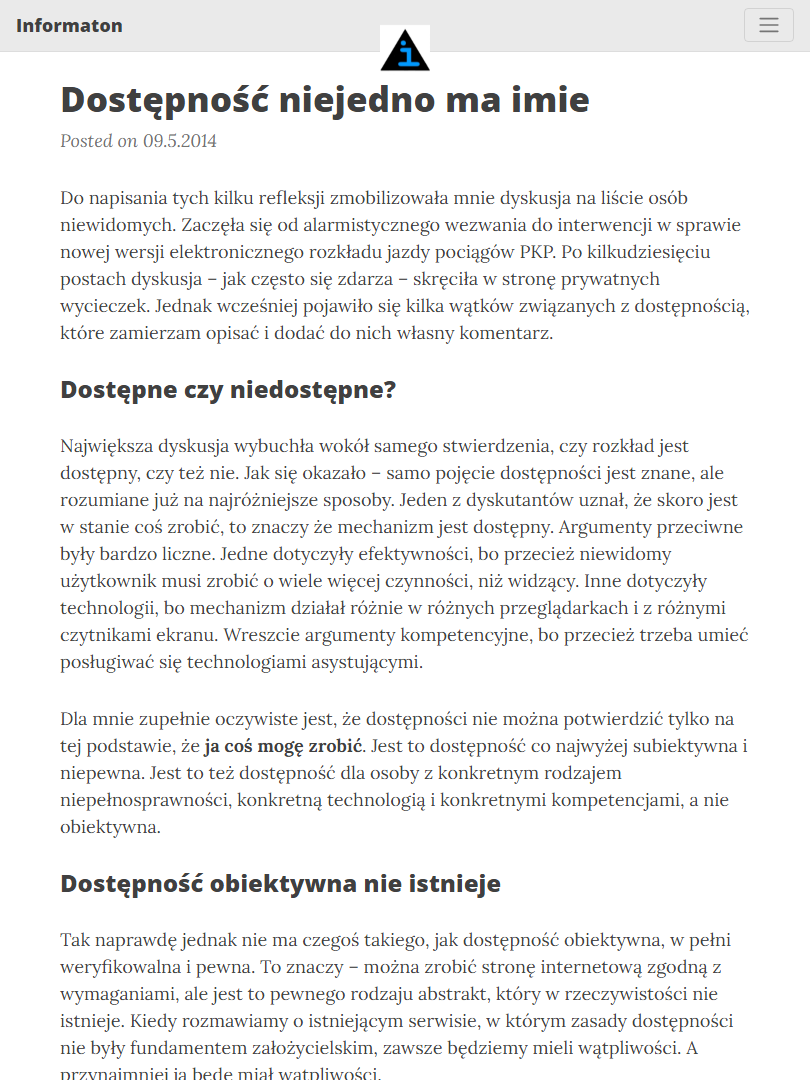 Informaton
Dostępność niejedno ma imie
Posted on 09.5.2014
Do napisania tych kilku refleksji zmobilizowała mnie dyskusja na liście osób
niewidomych. Zaczęła się od alarmistycznego wezwania do interwencji w sprawie
nowej wersji elektronicznego rozkładu jazdy pociągów PKP. Po kilkudziesięciu
postach dyskusja – jak często się zdarza – skręciła w stronę prywatnych
wycieczek. Jednak wcześniej pojawiło się kilka wątków związanych z dostępnością,
które zamierzam opisać i dodać do nich własny komentarz.
Dostępne czy niedostępne?
Największa dyskusja wybuchła wokół samego stwierdzenia, czy rozkład jest
dostępny, czy też nie. Jak się okazało – samo pojęcie dostępności jest znane, ale
rozumiane już na najróżniejsze sposoby. Jeden z dyskutantów uznał, że skoro jest
w stanie coś zrobić, to znaczy że mechanizm jest dostępny. Argumenty przeciwne
były bardzo liczne. Jedne dotyczyły efektywności, bo przecież niewidomy
użytkownik musi zrobić o wiele więcej czynności, niż widzący. Inne dotyczyły
technologii, bo mechanizm działał różnie w różnych przeglądarkach i z różnymi
czytnikami ekranu. Wreszcie argumenty kompetencyjne, bo przecież trzeba umieć
posługiwać się technologiami asystującymi.
Dla mnie zupełnie oczywiste jest, że dostępności nie można potwierdzić tylko na
tej podstawie, że ja coś mogę zrobić. Jest to dostępność co najwyżej subiektywna i
niepewna. Jest to też dostępność dla osoby z konkretnym rodzajem
niepełnosprawności, konkretną technologią i konkretnymi kompetencjami, a nie
obiektywna.
Dostępność obiektywna nie istnieje
Tak naprawdę jednak nie ma czegoś takiego, jak dostępność obiektywna, w pełni
weryfikowalna i pewna. To znaczy – można zrobić stronę internetową zgodną z
wymaganiami, ale jest to pewnego rodzaju abstrakt, który w rzeczywistości nie
istnieje. Kiedy rozmawiamy o istniejącym serwisie, w którym zasady dostępności
nie były fundamentem założycielskim, zawsze będziemy mieli wątpliwości. A
przynajmniej ja będę miał wątpliwości.